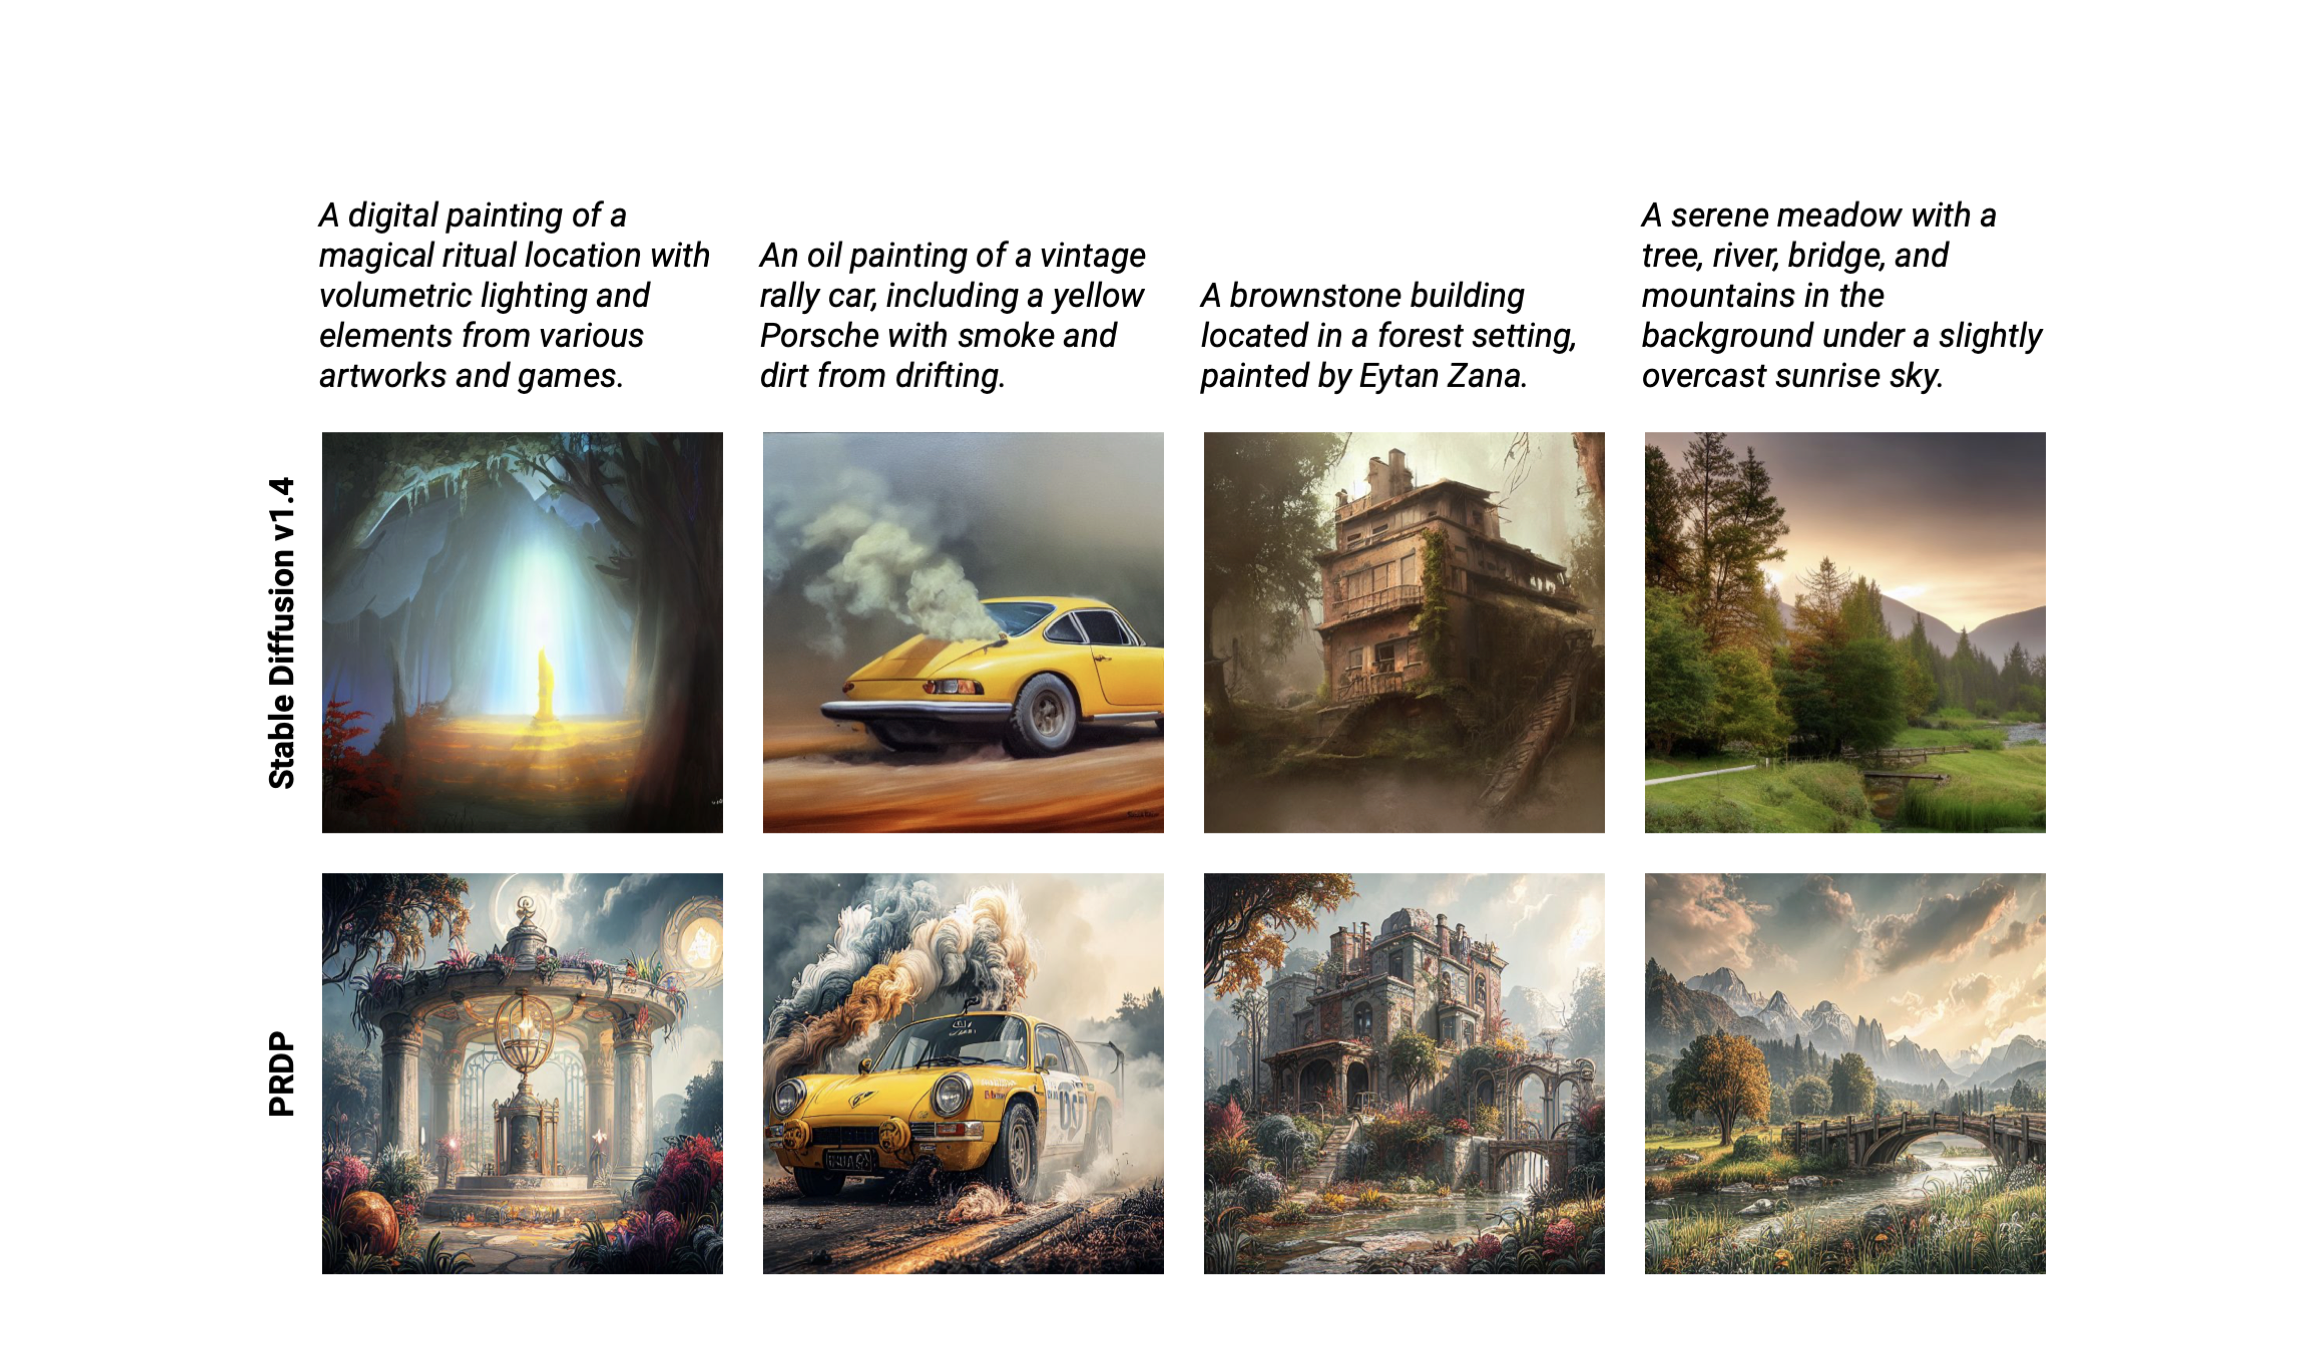 A digital painting of a
magical ritual location with
volumetric lighting and
elements from various
artworks and games.
An oil painting of a vintage
rally car, including a yellow
Porsche with smoke and
dirt from drifting.
A brownstone building
located in a forest setting,
painted by Eytan Zana.
A serene meadow with a
tree, river, bridge, and
mountains in the
background under a slightly
overcast sunrise sky.
Stable Diffusion v1.4
PRDP